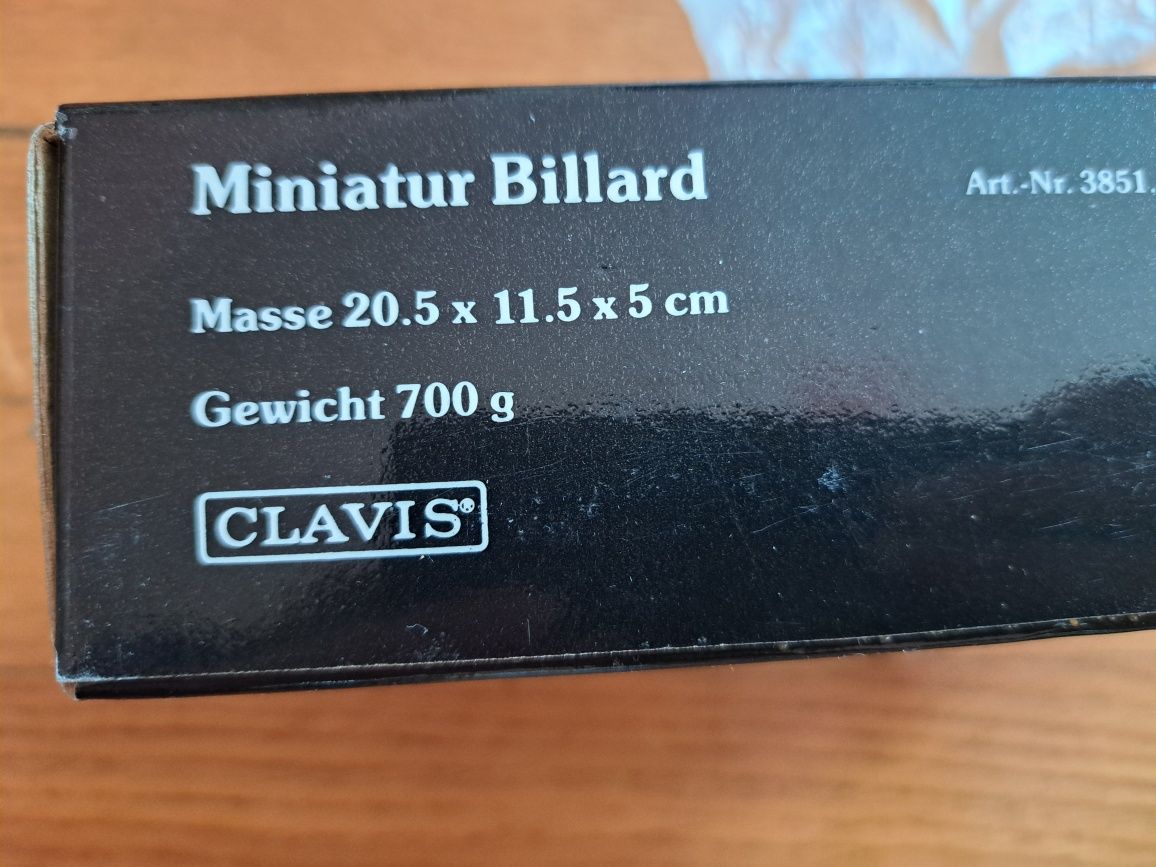 Miniatur Billard
Art.-Nr. 3851.
Masse 20.5 x 11.5 x 5 cm
Gewicht 700 g
CLAVIS®